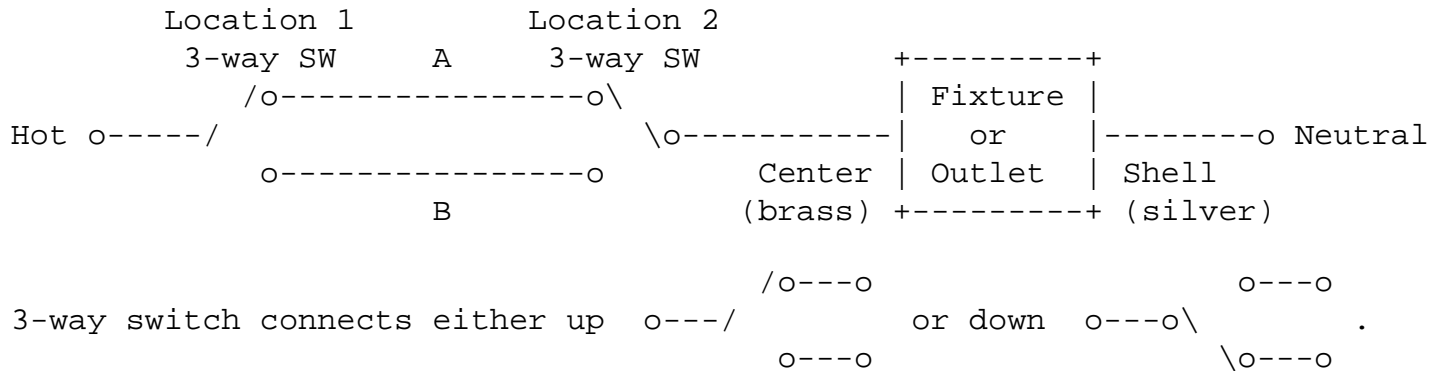 Location 1 Location 2
3-way SW A 3-way SW +---------+
/o----------------o\ | Fixture |
Hot o-----/ \o-----------| or |--------o Neutral
o----------------o Center | Outlet | Shell
B (brass) +---------+ (silver)
/o---o o---o
3-way switch connects either up o---/ or down o---o\ .
o---o \o---o